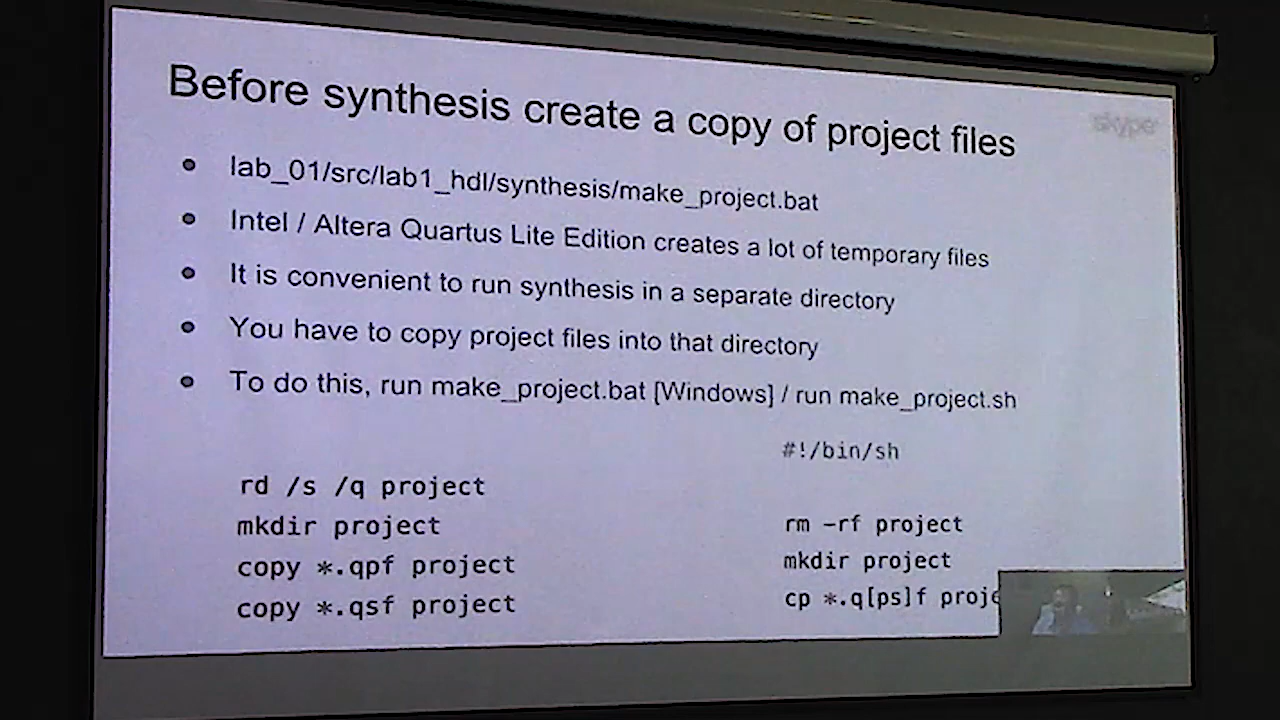 Before synthesis create a copy of project files
skype
lab_01/src/lab1_hdl/synthesis/make_project.bat
Intel / Altera Quartus Lite Edition creates a lot of temporary files
It is convenient to run synthesis in a separate directory
You have to copy project files into that directory
To do this, run make_project.bat [Windows] / run make_project.sh
rd /s /q project
mkdir project
copy *.qpf project
copy *.qsf project
#!/bin/sh
rm -rf project
mkdir project
cp *.q[ps]f